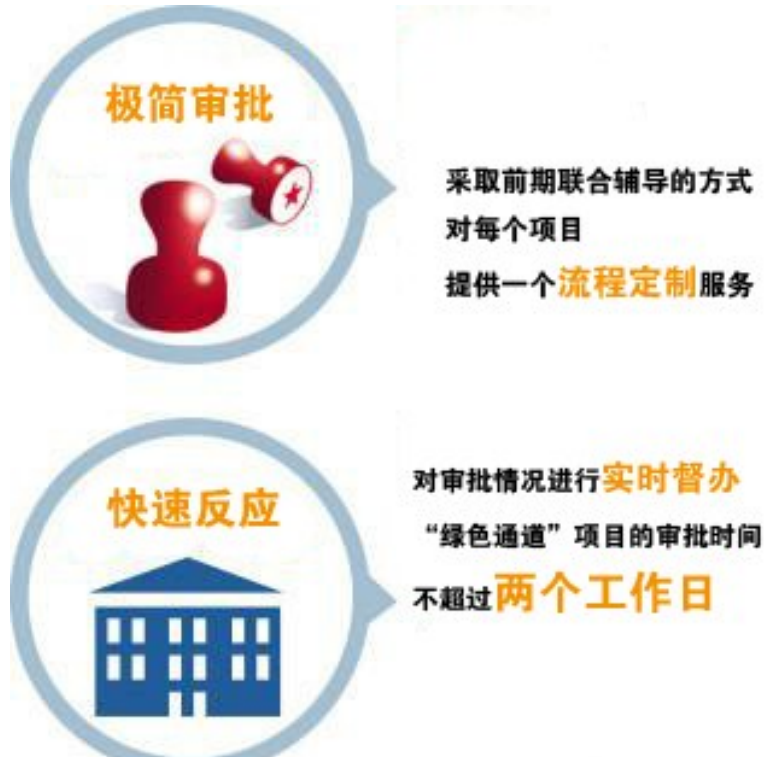 极简审批
采取前期联合辅导的方式
对每个项目
提供一个流程定制服务
快速反应
对审批情况进行实时督办
“绿色通道”项目的审批时间
不超过两个工作日